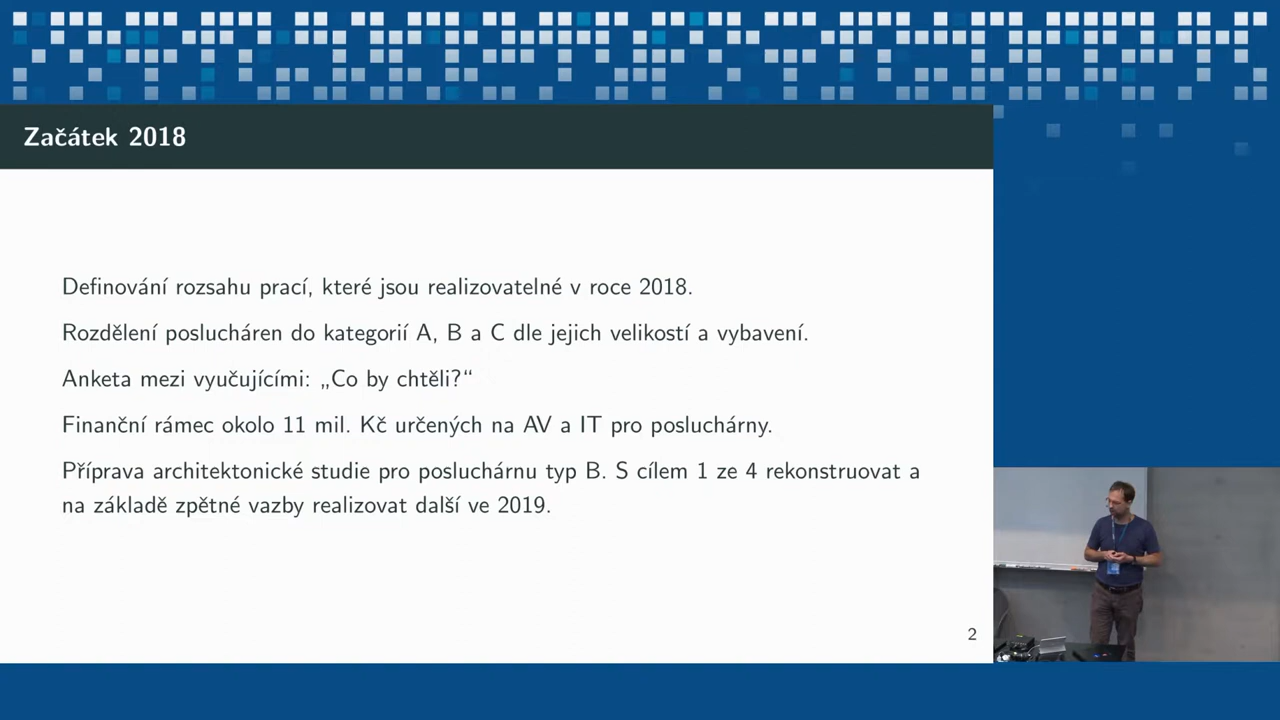 Začátek 2018
Definování rozsahu prací, které jsou realizovatelné v roce 2018.
Rozdělení poslucháren do kategorií A, B a C dle jejich velikostí a vybavení.
Anketa mezi vyučujícími: „Co by chtěli?“
Finanční rámec okolo 11 mil. Kč určených na AV a IT pro posluchárny.
Příprava architektonické studie pro posluchárnu typ B. S cílem 1 ze 4 rekonstruovat a
na základě zpětné vazby realizovat další ve 2019.
2